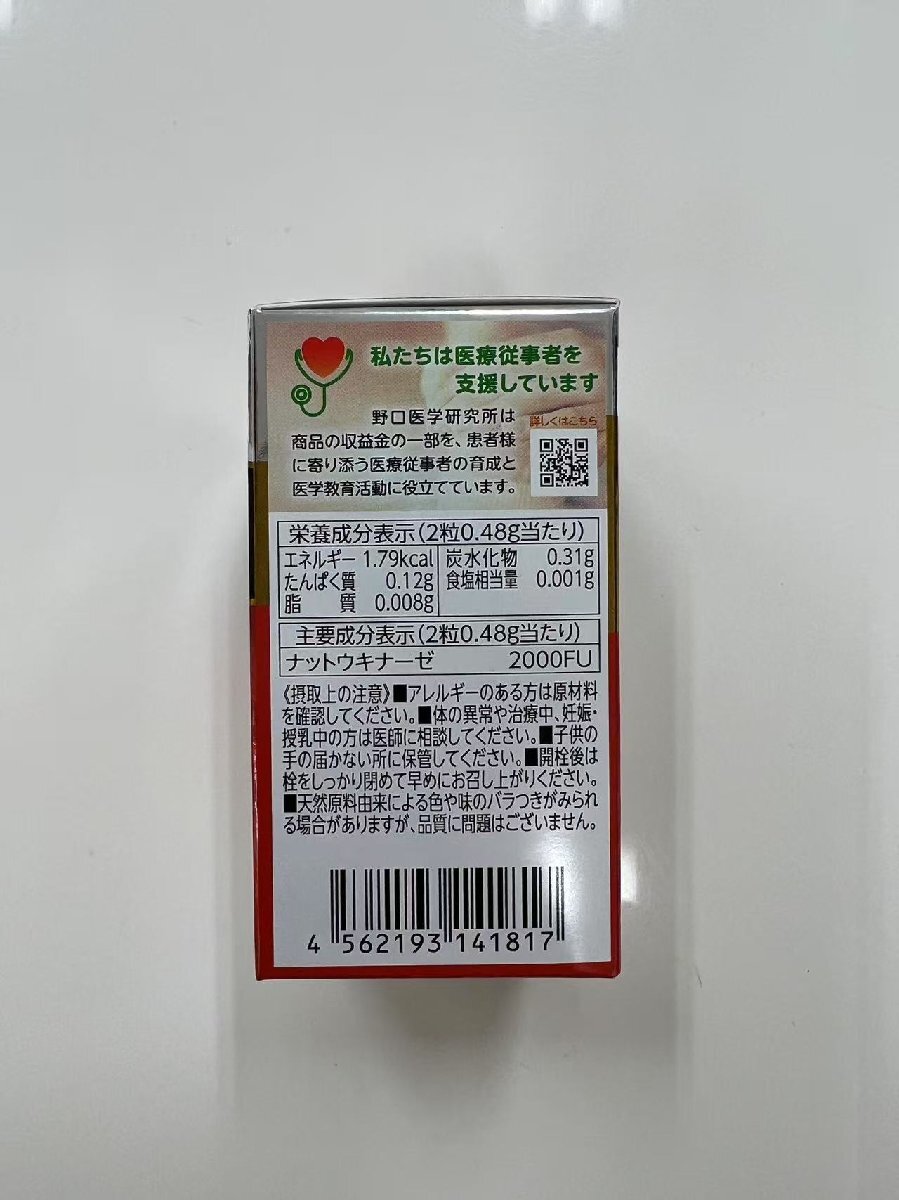 私たちは医療従事者を
支援しています
野口医学研究所は
商品の収益金の一部を、患者様
に寄り添う医療従事者の育成と
医学教育活動に役立てています。
詳しくはこちら
栄養成分表示(2粒0.48g当たり)
エネルギー 1.79kcal 炭水化物 0.31g
たんぱく質 0.12g 食塩相当量 0.001g
脂質 0.008g
主要成分表示(2粒0.48g当たり)
ナットウキナーゼ 2000FU
《摂取上の注意》■アレルギーのある方は原材料
を確認してください。■体の異常や治療中、妊娠・
授乳中の方は医師に相談してください。■子供の
手の届かない所に保管してください。■開栓後は
栓をしっかり閉めて早めにお召し上がりください。
■天然原料由来による色や味のバラつきがみられ
る場合がありますが、品質に問題はございません。
4 562193 141817